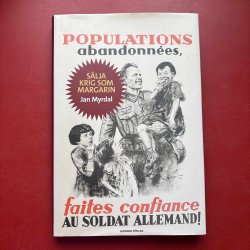 POPULATIONS
abandonnées,
SÄLJA
KRIG SOM
MARGARIN
Jan Myrdal
faites confiance
AU SOLDAT ALLEMAND!